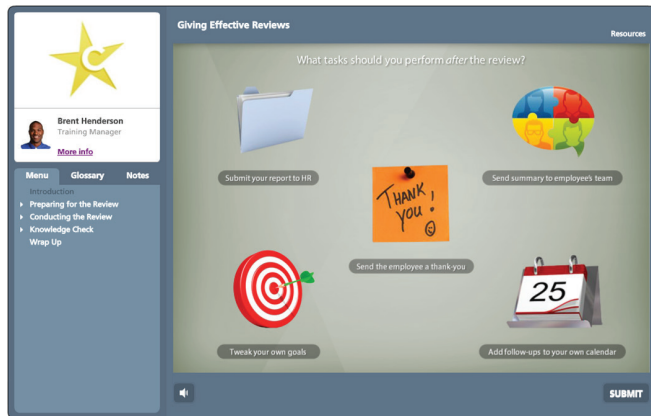 Giving Effective Reviews
Resources
C
Brent Henderson
Training Manager
More info
Menu Glossary Notes
Introduction
Preparing for the Review
Conducting the Review
Knowledge Check
Wrap Up
What tasks should you perform after the review?
Submit your report to HR
Send summary to employee's team
THANK
YOU!
Send the employee a thank-you
25
Tweak your own goals
Add follow-ups to your own calendar
SUBMIT